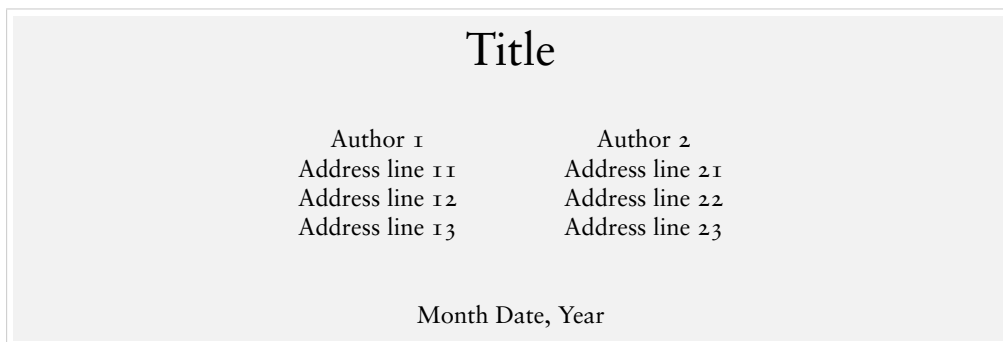 Title
Author 1
Address line 11
Address line 12
Address line 13
Author 2
Address line 21
Address line 22
Address line 23
Month Date, Year